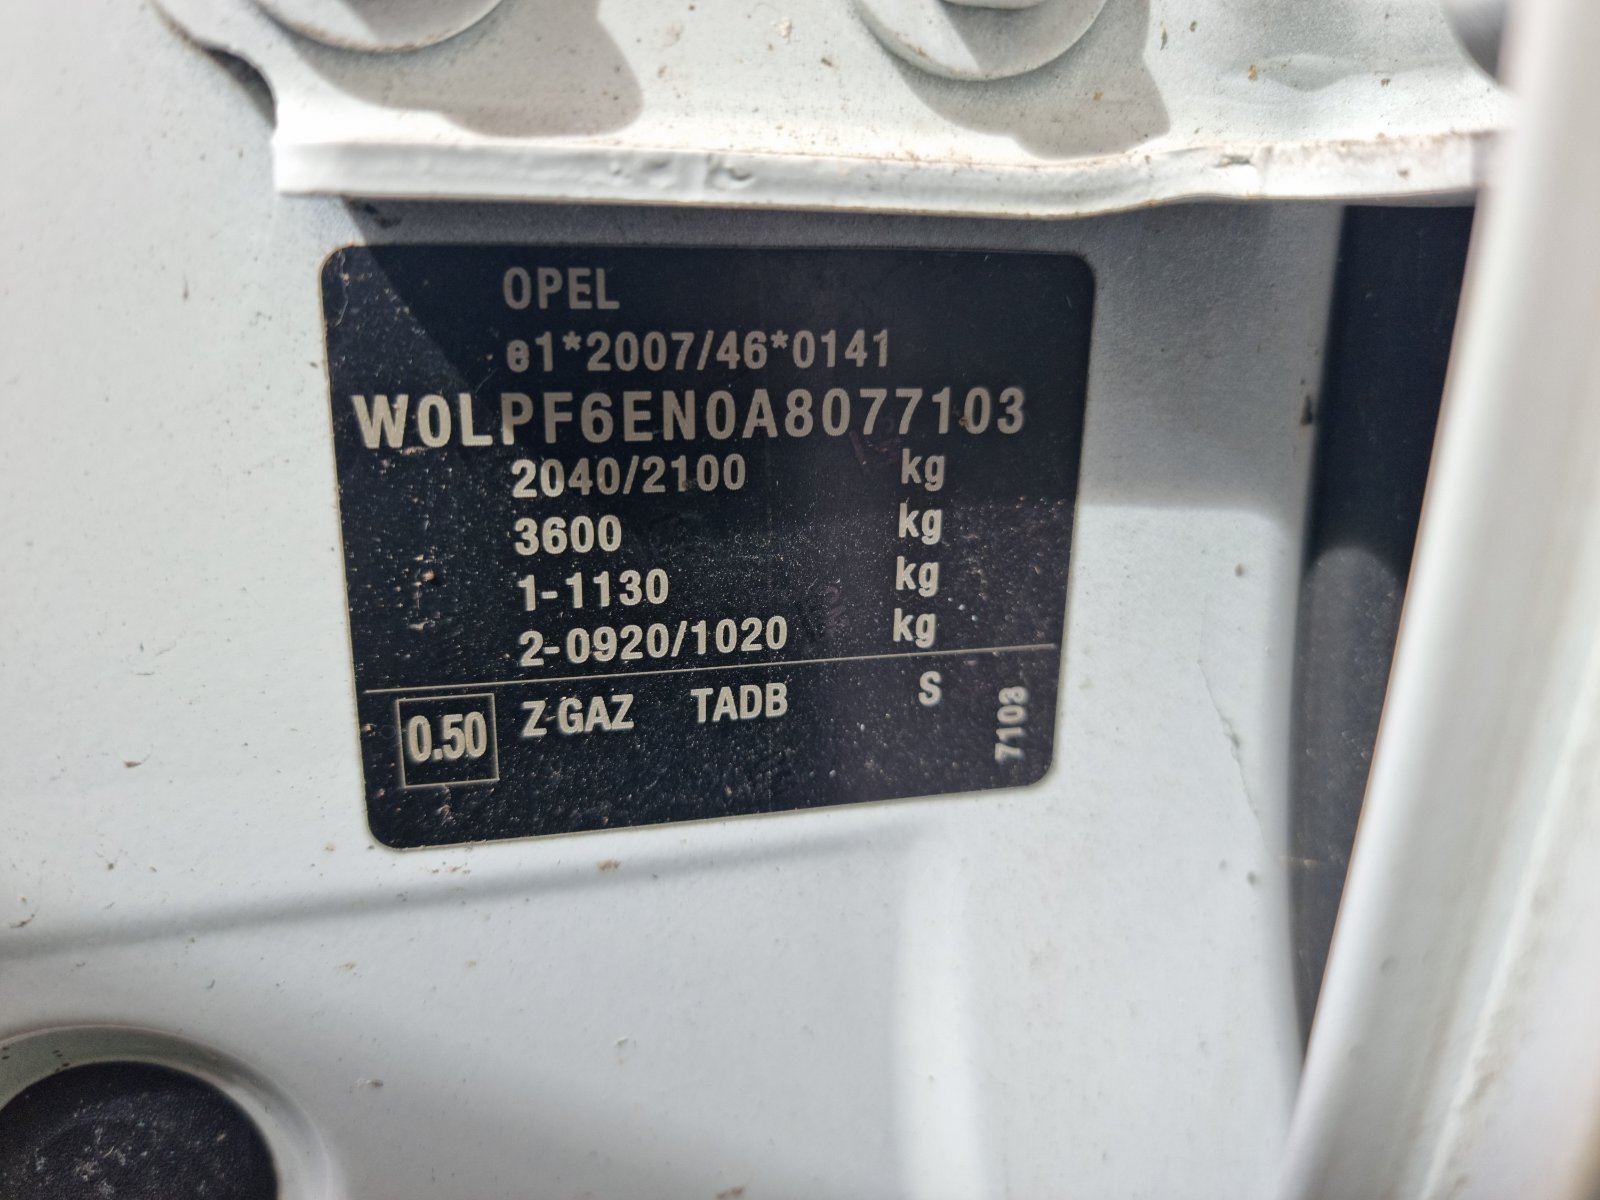 OPEL
e1*2007/46*0141
W0LPF6EN0A8077103
2040/2100 kg
3600 kg
1-1130 kg
2-0920/1020 kg
0.50 Z GAZ TADB S
7103